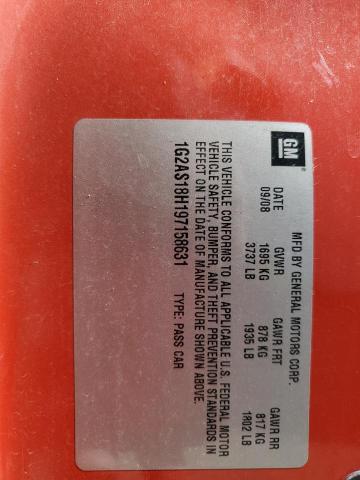 GM
MFD BY GENERAL MOTORS CORP.
DATE GVWR GAWR FRT GAWR RR
09/08 1695 KG 878 KG 817 KG
3737 LB 1935 LB 1802 LB
THIS VEHICLE CONFORMS TO ALL APPLICABLE U.S. FEDERAL MOTOR
VEHICLE SAFETY, BUMPER, AND THEFT PREVENTION STANDARDS IN
EFFECT ON THE DATE OF MANUFACTURE SHOWN ABOVE.
1G2AS18H197158631 TYPE: PASS CAR